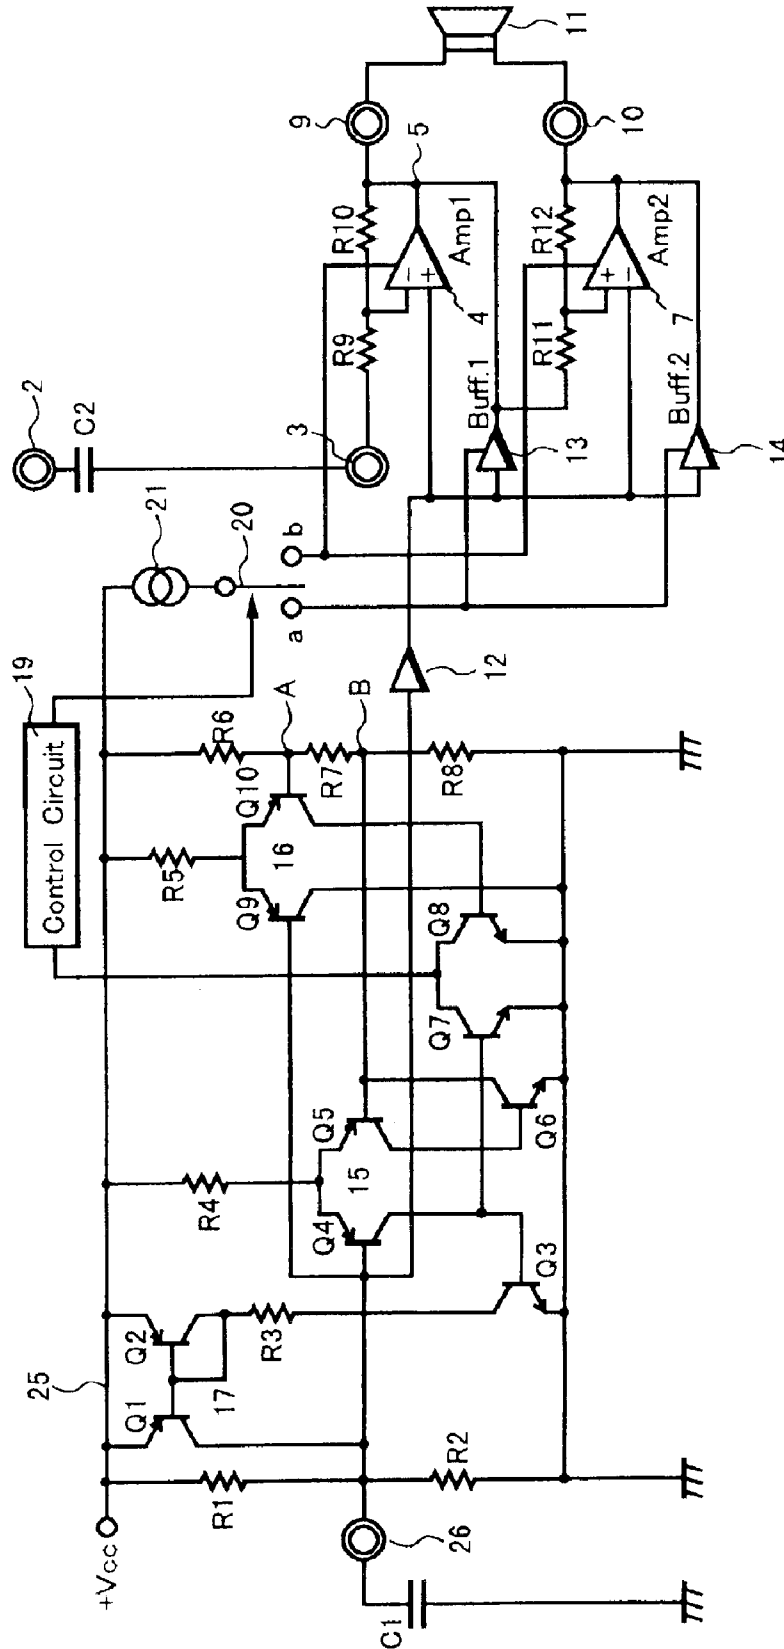 +Vcc
25
R1
R2
C1
26
Q1
Q2
17
R3
Q3
R4
Q4
Q5
15
Q6
Q7
Q8
Control Circuit
19
R5
Q9
Q10
16
R6
R7
R8
A
B
12
20
21
a
b
2
C2
3
R9
R10
4
Amp1
5
9
Buff.1
13
R11
R12
7
Amp2
10
Buff.2
14
11